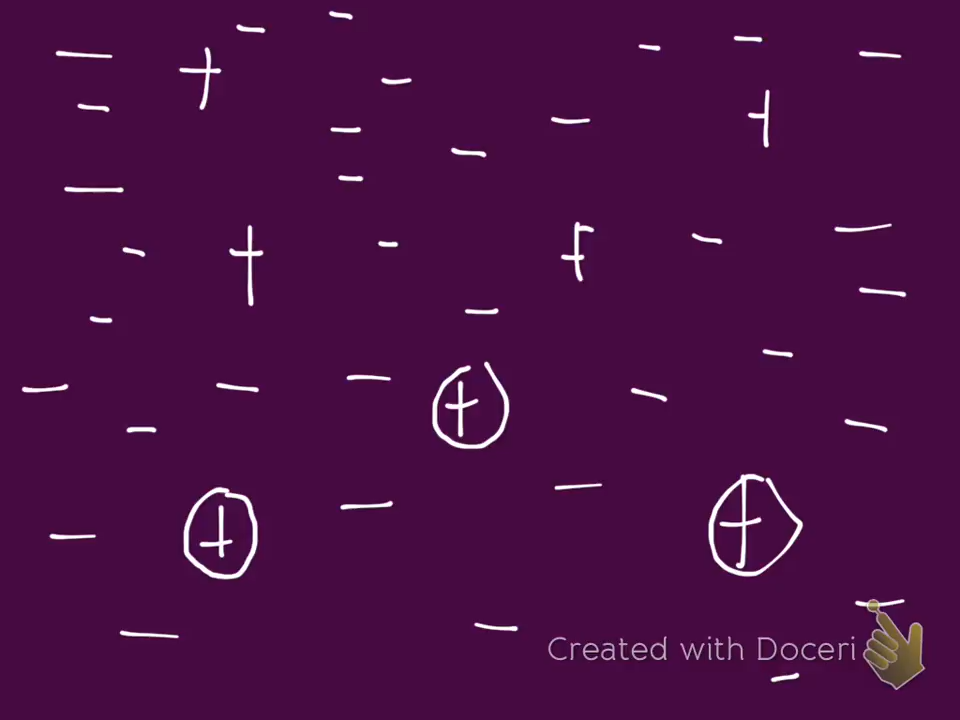 − −
− + − − −
− − − − +
− − −
−
− + − + − −
−
− −
−
− − − + − −
− −
− + − − +
− − −
Created with Doceri
−